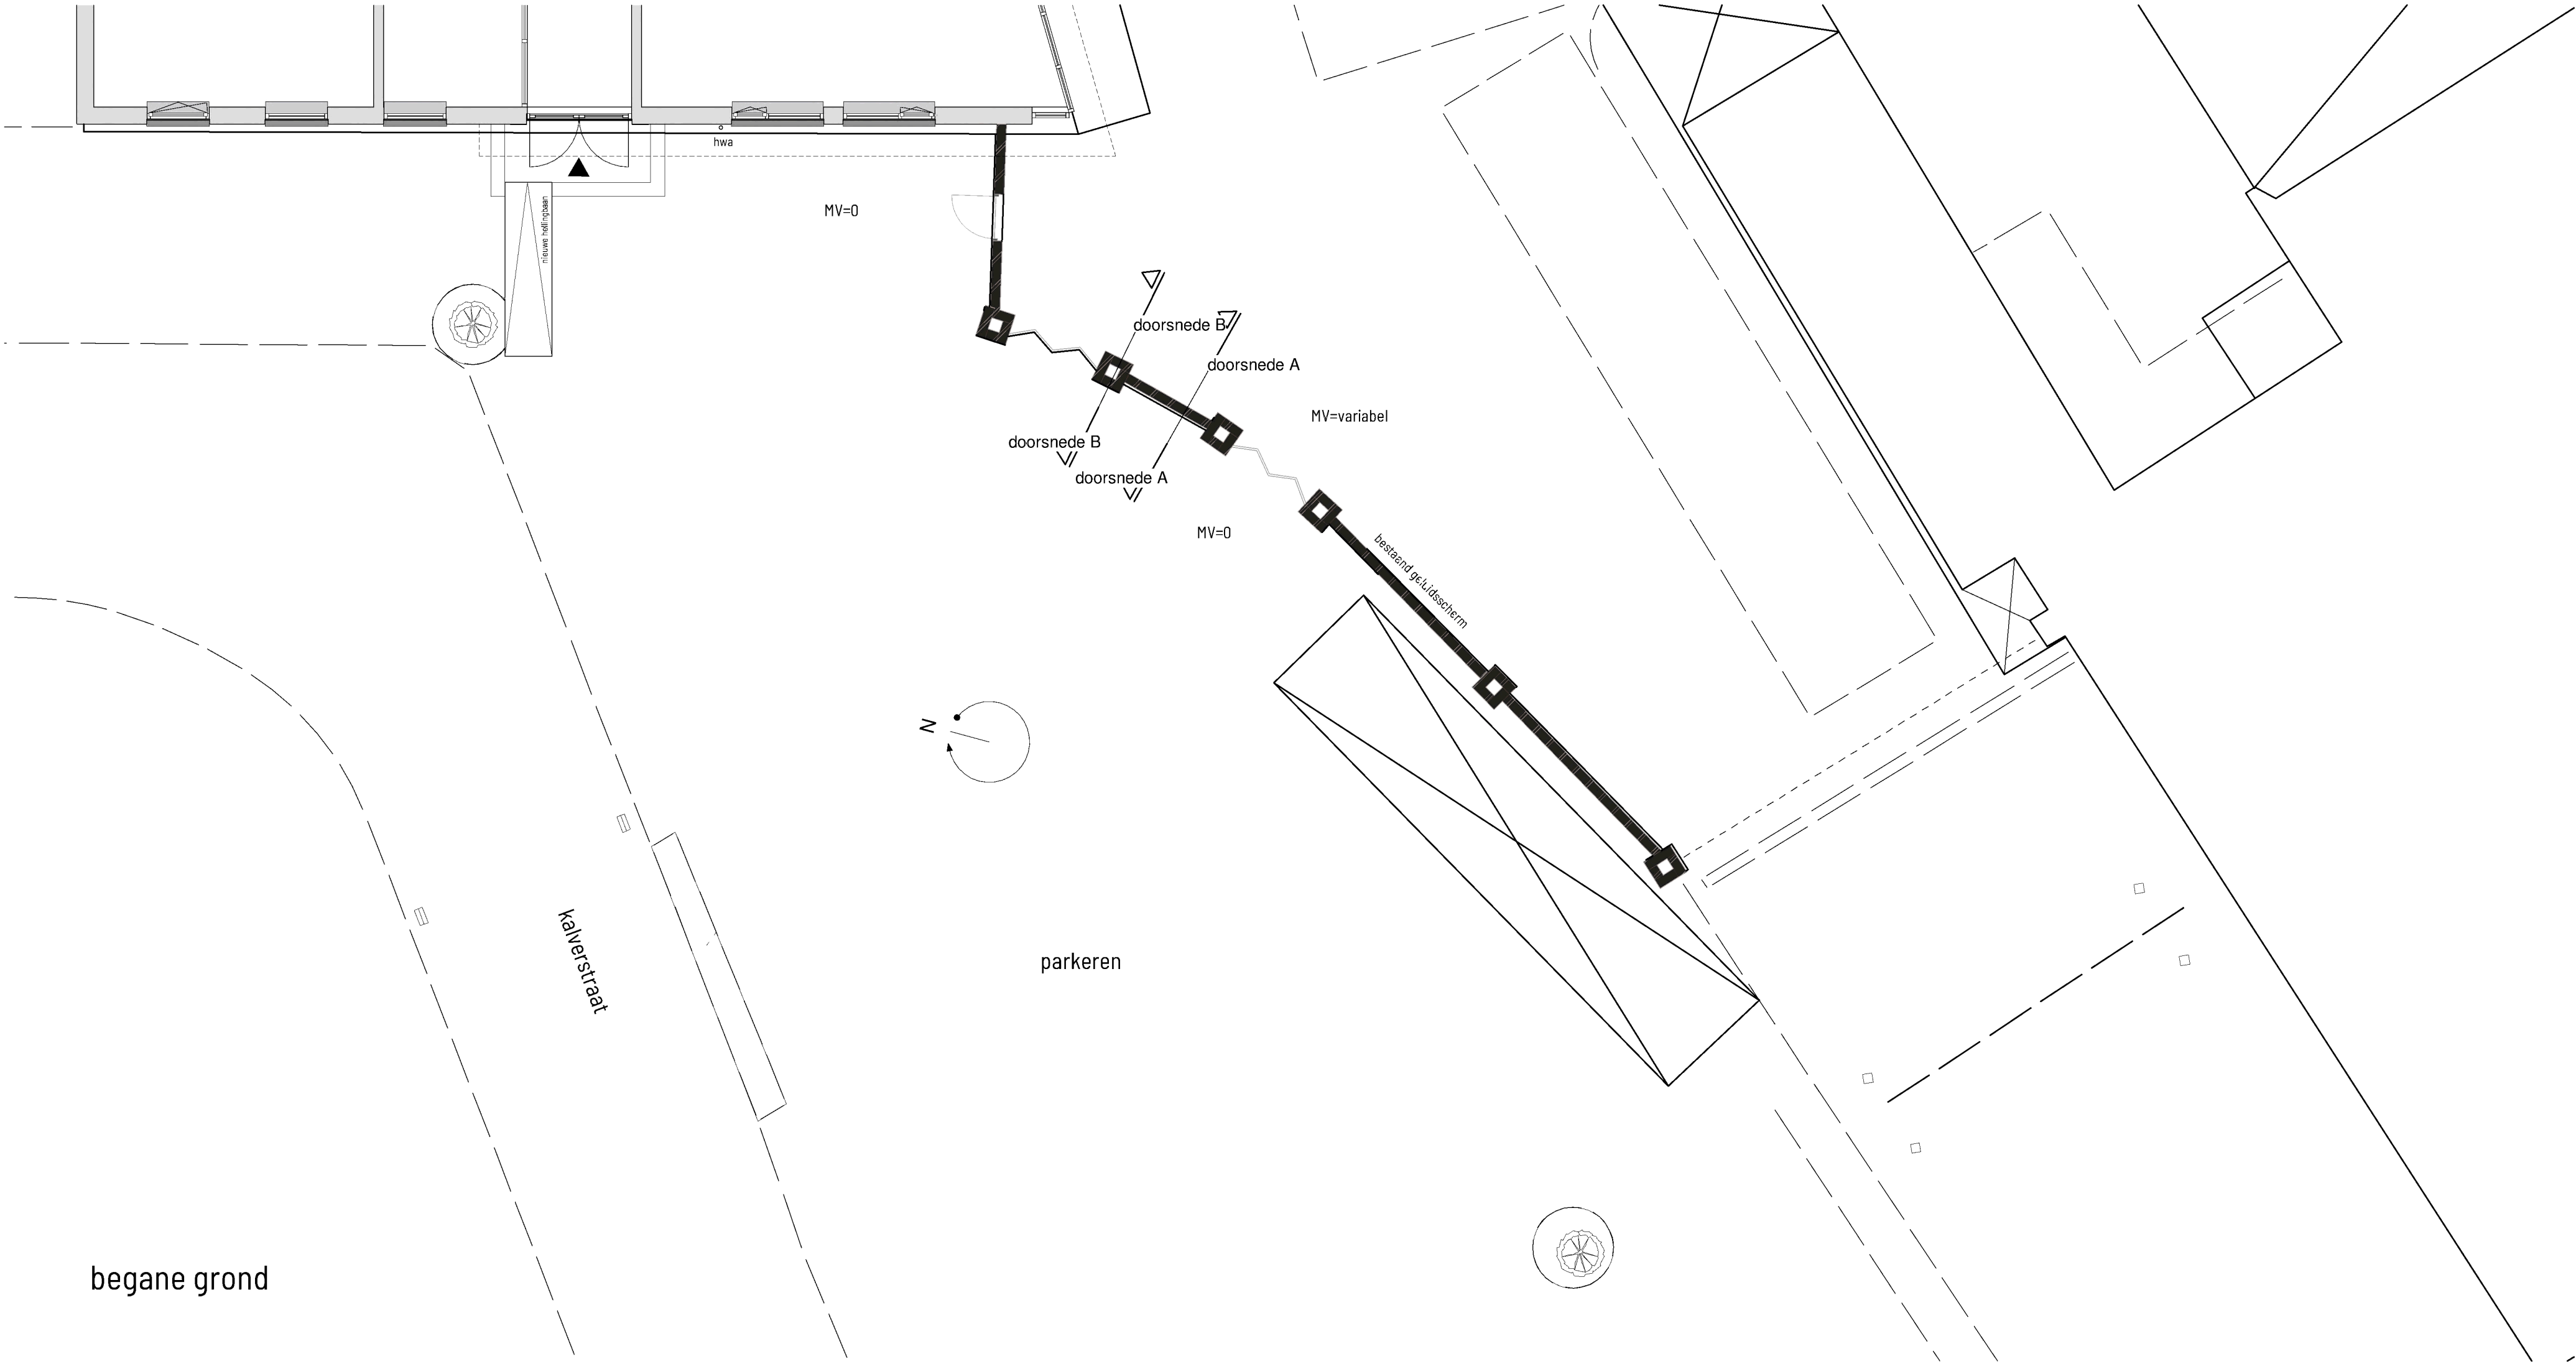 hwa
nieuwe hellingbaan
MV=0
doorsnede B
doorsnede A
MV=variabel
doorsnede B
doorsnede A
MV=0
bestaand geluidsscherm
N
kalverstraat
parkeren
begane grond